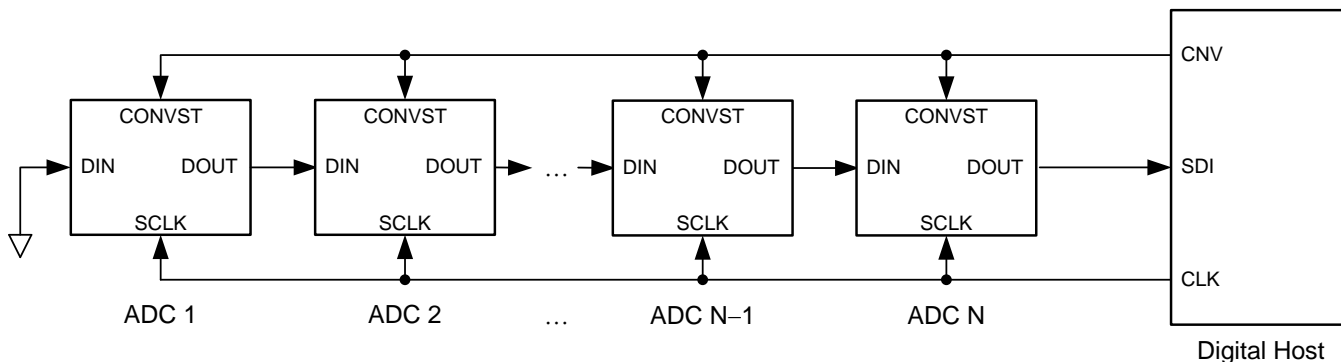 CNV
CONVST CONVST CONVST CONVST
DIN DOUT DIN DOUT … DIN DOUT DIN DOUT SDI
SCLK SCLK SCLK SCLK
CLK
ADC 1 ADC 2 … ADC N−1 ADC N
Digital Host